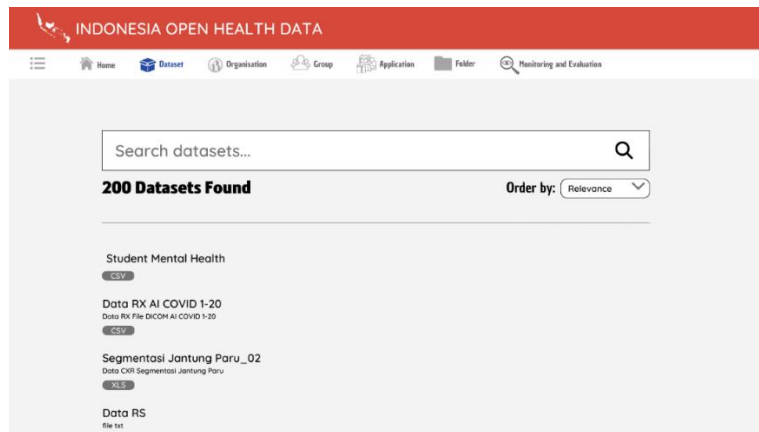 INDONESIA OPEN HEALTH DATA
Home Dataset Organisation Group Application Folder Monitoring and Evaluation
Search datasets...
200 Datasets Found Order by: Relevance
Student Mental Health
CSV
Data RX AI COVID 1-20
Data RX File DICOM AI COVID 1-20
CSV
Segmentasi Jantung Paru_02
Data CXR Segmentasi Jantung Paru
XLS
Data RS
file txt